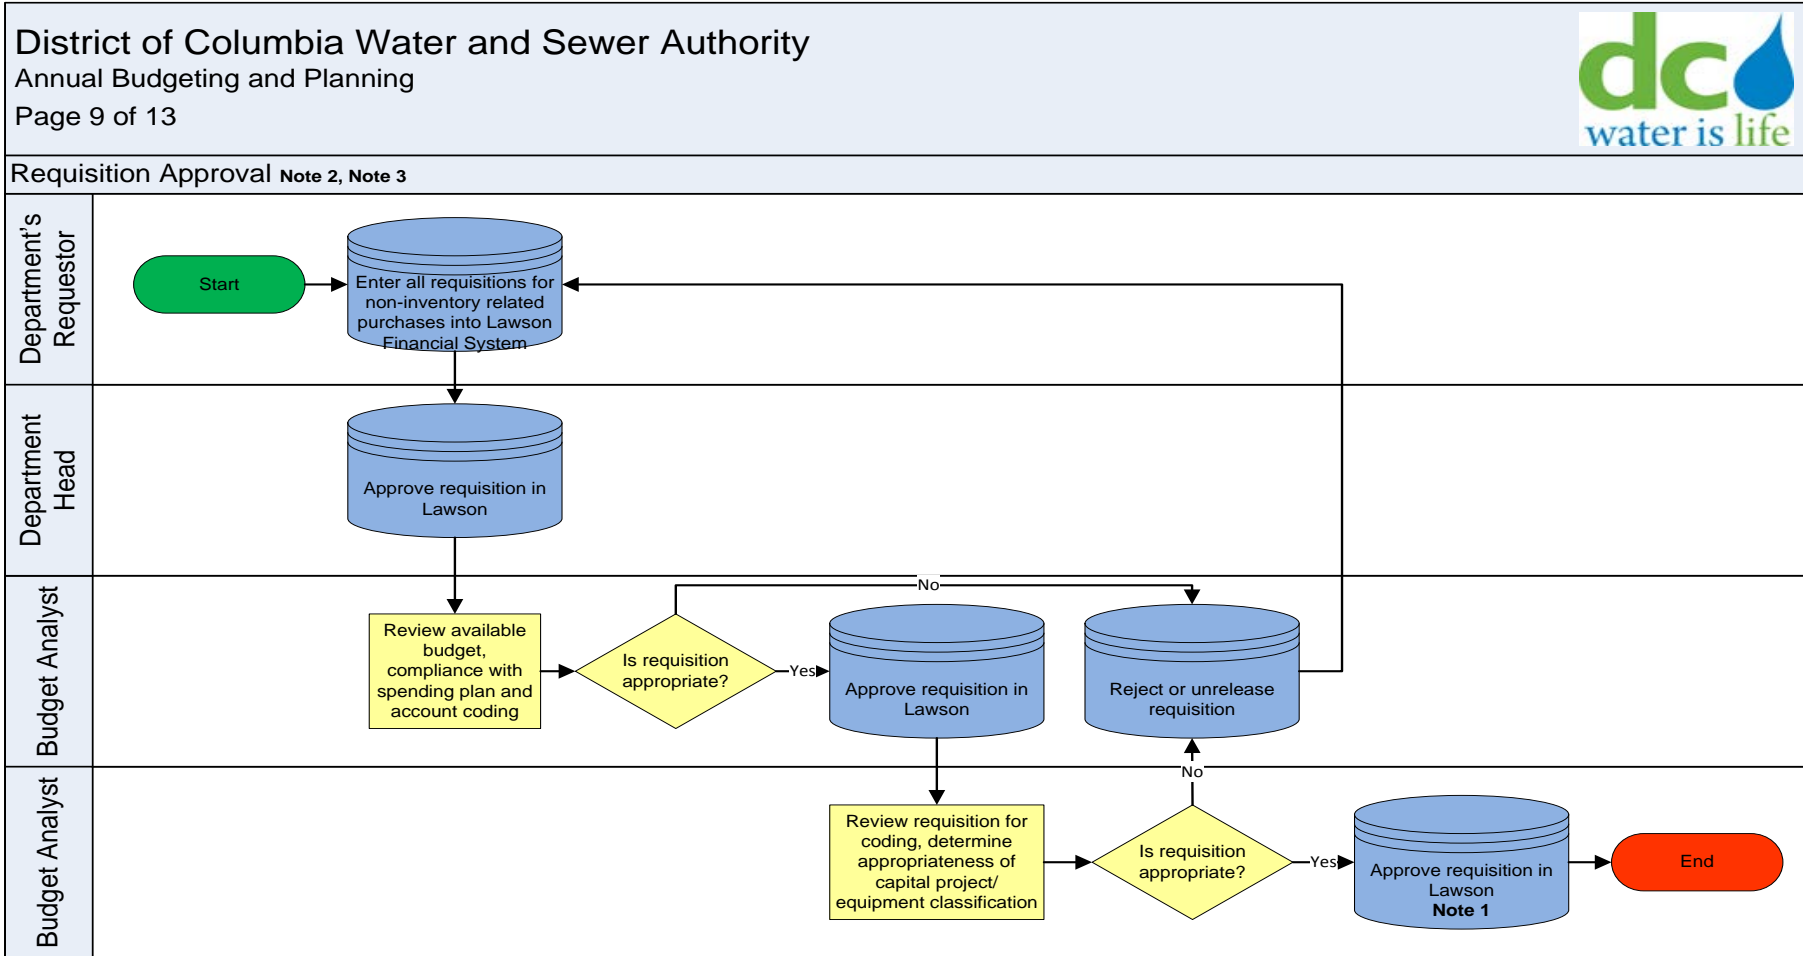 District of Columbia Water and Sewer Authority
Annual Budgeting and Planning
Page 9 of 13
dc
water is life
Requisition Approval Note 2, Note 3
Department's
Requestor
Start
Enter all requisitions for
non-inventory related
purchases into Lawson
Financial System
Department
Head
Approve requisition in
Lawson
Budget Analyst
Review available
budget,
compliance with
spending plan and
account coding
Is requisition
appropriate?
No
Yes
Approve requisition in
Lawson
Reject or unrelease
requisition
Budget Analyst
Review requisition for
coding, determine
appropriateness of
capital project/
equipment classification
Is requisition
appropriate?
No
Yes
Approve requisition in
Lawson
Note 1
End